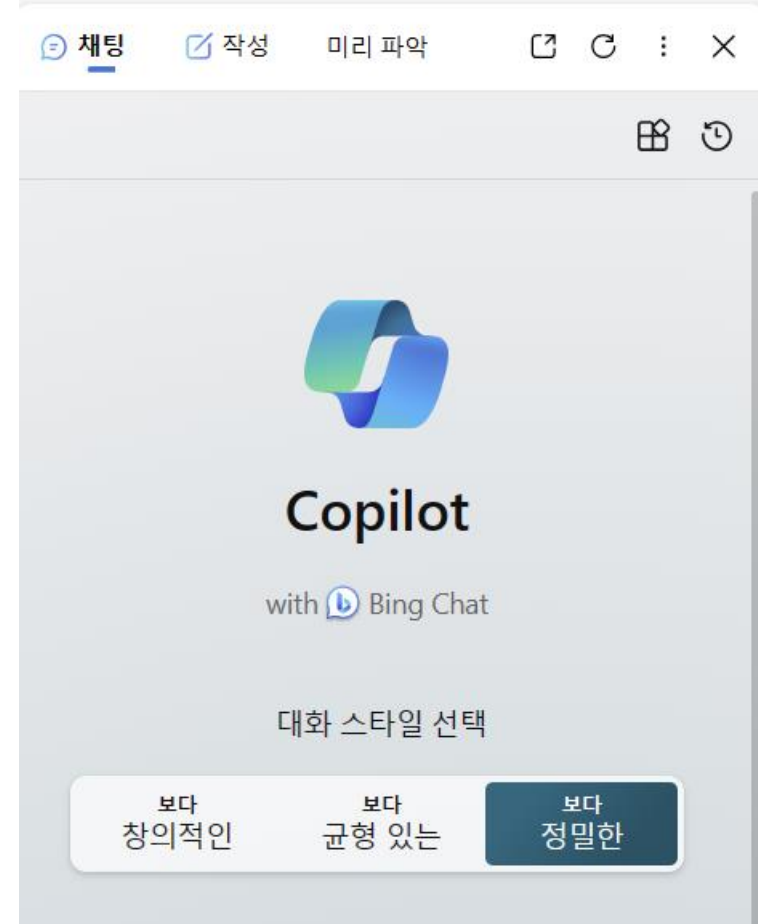 채팅 작성 미리 파악
Copilot
with Bing Chat
대화 스타일 선택
보다 보다 보다
창의적인 균형 있는 정밀한